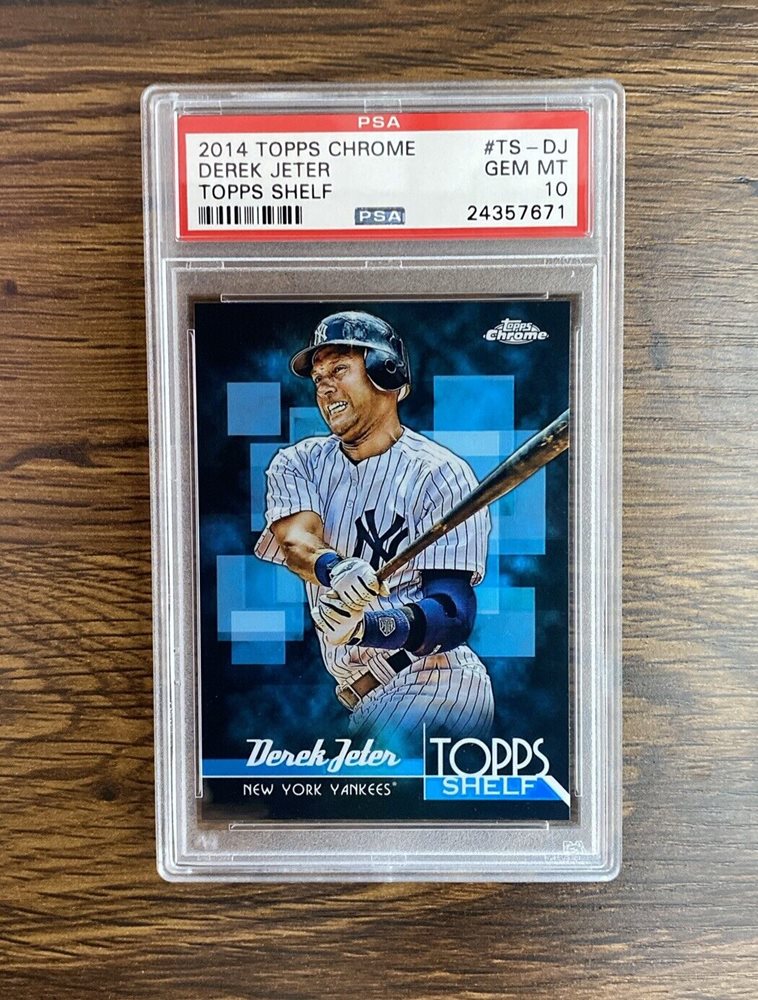 PSA
2014 TOPPS CHROME #TS-DJ
DEREK JETER GEM MT
TOPPS SHELF 10
PSA 24357671
Topps
Chrome
NY
NY
Derek Jeter
NEW YORK YANKEES®
TOPPS
SHELF